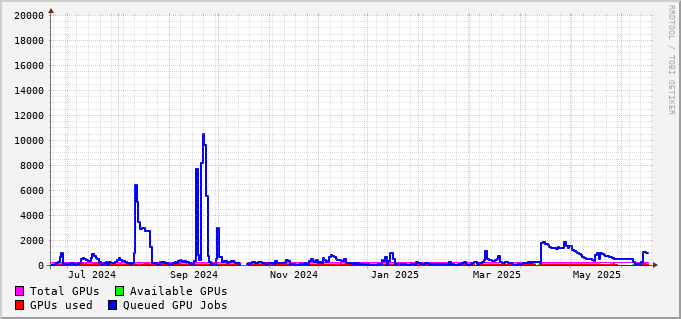 20000
18000
16000
14000
12000
10000
8000
6000
4000
2000
0
Jul 2024 Sep 2024 Nov 2024 Jan 2025 Mar 2025 May 2025
Total GPUs Available GPUs
GPUs used Queued GPU Jobs
RRDTOOL / TOBI OETIKER